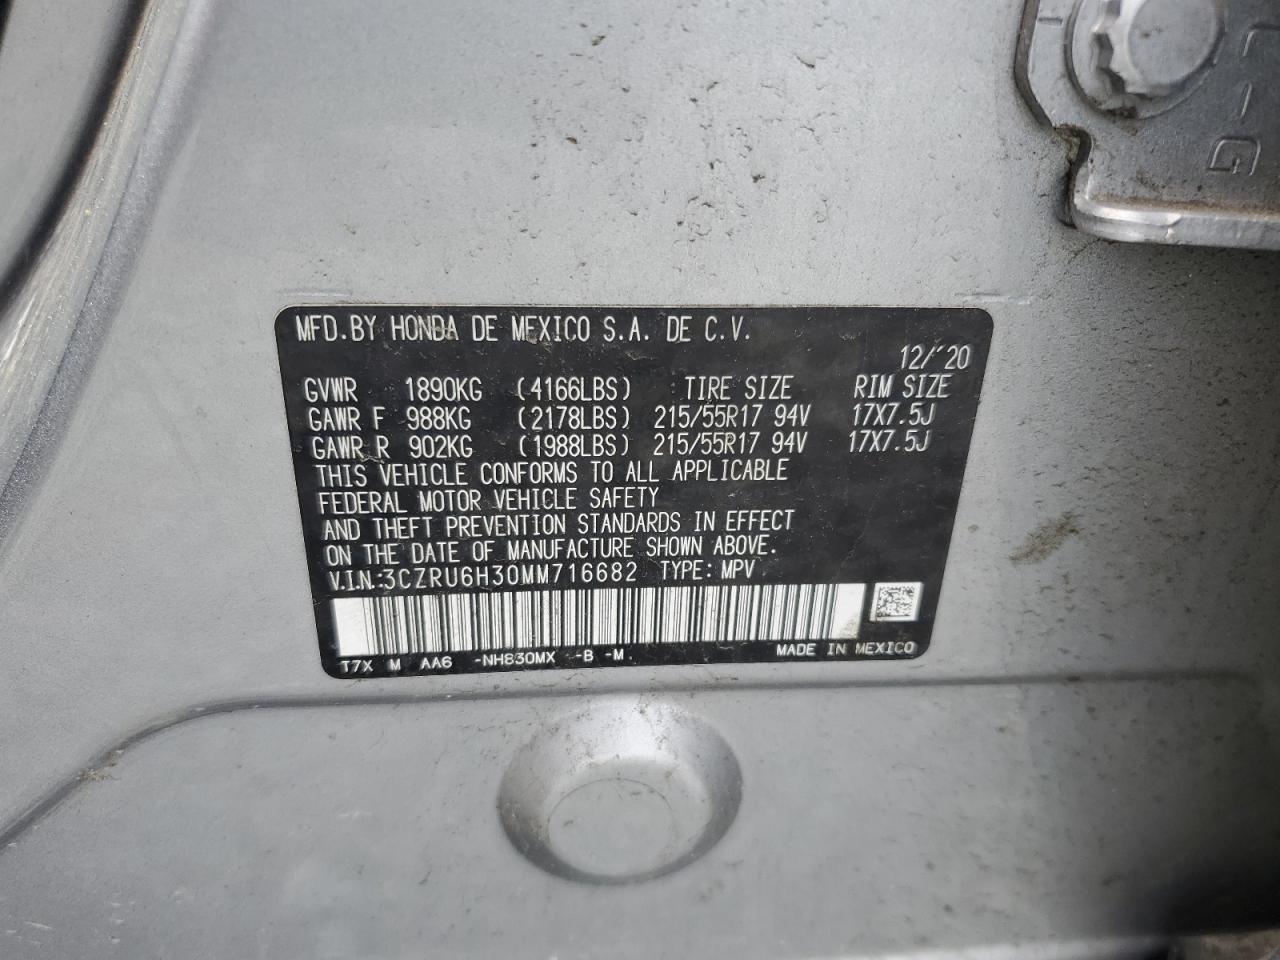 MFD.BY HONDA DE MEXICO S.A. DE C.V.
12/'20
GVWR 1890KG (4166LBS) TIRE SIZE RIM SIZE
GAWR F 988KG (2178LBS) 215/55R17 94V 17X7.5J
GAWR R 902KG (1988LBS) 215/55R17 94V 17X7.5J
THIS VEHICLE CONFORMS TO ALL APPLICABLE
FEDERAL MOTOR VEHICLE SAFETY
AND THEFT PREVENTION STANDARDS IN EFFECT
ON THE DATE OF MANUFACTURE SHOWN ABOVE.
V.I.N.:3CZRU6H30MM716682 TYPE: MPV
T7X M AA6 -NH830MX -B -M MADE IN MEXICO